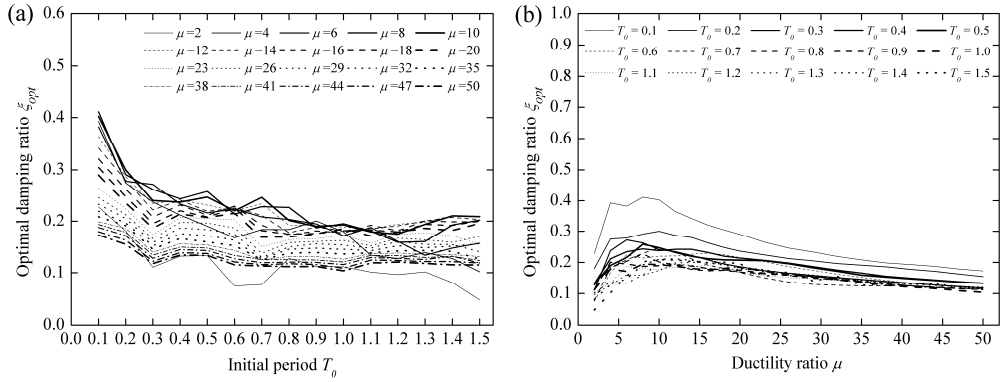 (a)
0.6
0.5
0.4
0.3
0.2
0.1
0.0
Optimal damping ratio ξopt
μ=2 μ=4 μ=6 μ=8 μ=10
μ=12 μ=14 μ=16 μ=18 μ=20
μ=23 μ=26 μ=29 μ=32 μ=35
μ=38 μ=41 μ=44 μ=47 μ=50
0.0 0.1 0.2 0.3 0.4 0.5 0.6 0.7 0.8 0.9 1.0 1.1 1.2 1.3 1.4 1.5
Initial period T0
(b)
1.0
0.9
0.8
0.7
0.6
0.5
0.4
0.3
0.2
0.1
0.0
Optimal damping ratio ξopt
T0 = 0.1 T0 = 0.2 T0 = 0.3 T0 = 0.4 T0 = 0.5
T0 = 0.6 T0 = 0.7 T0 = 0.8 T0 = 0.9 T0 = 1.0
T0 = 1.1 T0 = 1.2 T0 = 1.3 T0 = 1.4 T0 = 1.5
0 5 10 15 20 25 30 35 40 45 50
Ductility ratio μ